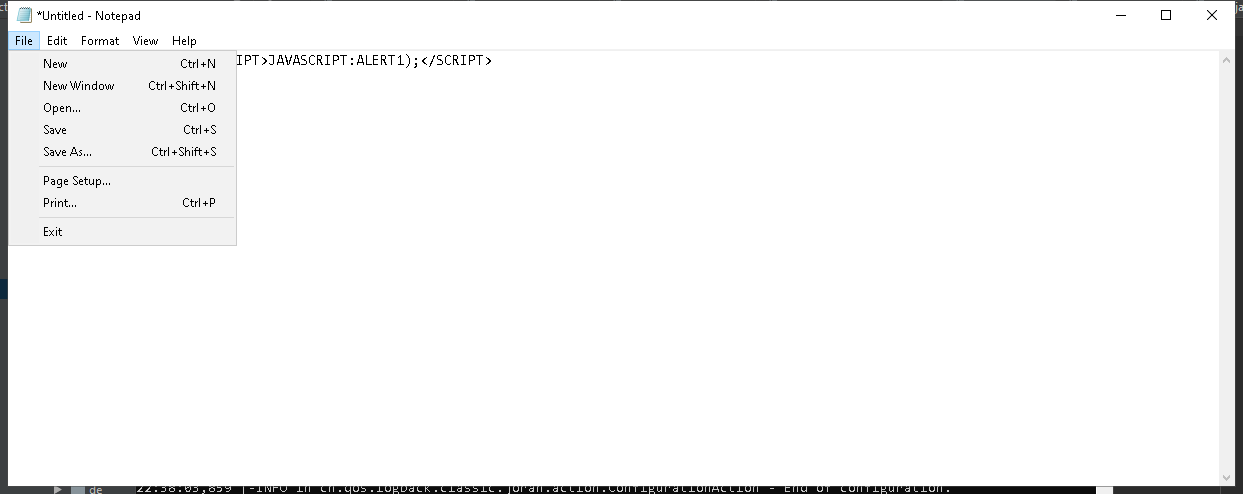 *Untitled - Notepad
File Edit Format View Help
IPT>JAVASCRIPT:ALERT1);</SCRIPT>
New Ctrl+N
New Window Ctrl+Shift+N
Open... Ctrl+O
Save Ctrl+S
Save As... Ctrl+Shift+S
Page Setup...
Print... Ctrl+P
Exit
de 22:38:03,859 |-INFO in ch.qos.logback.classic.joran.action.ConfigurationAction - End of configuration.